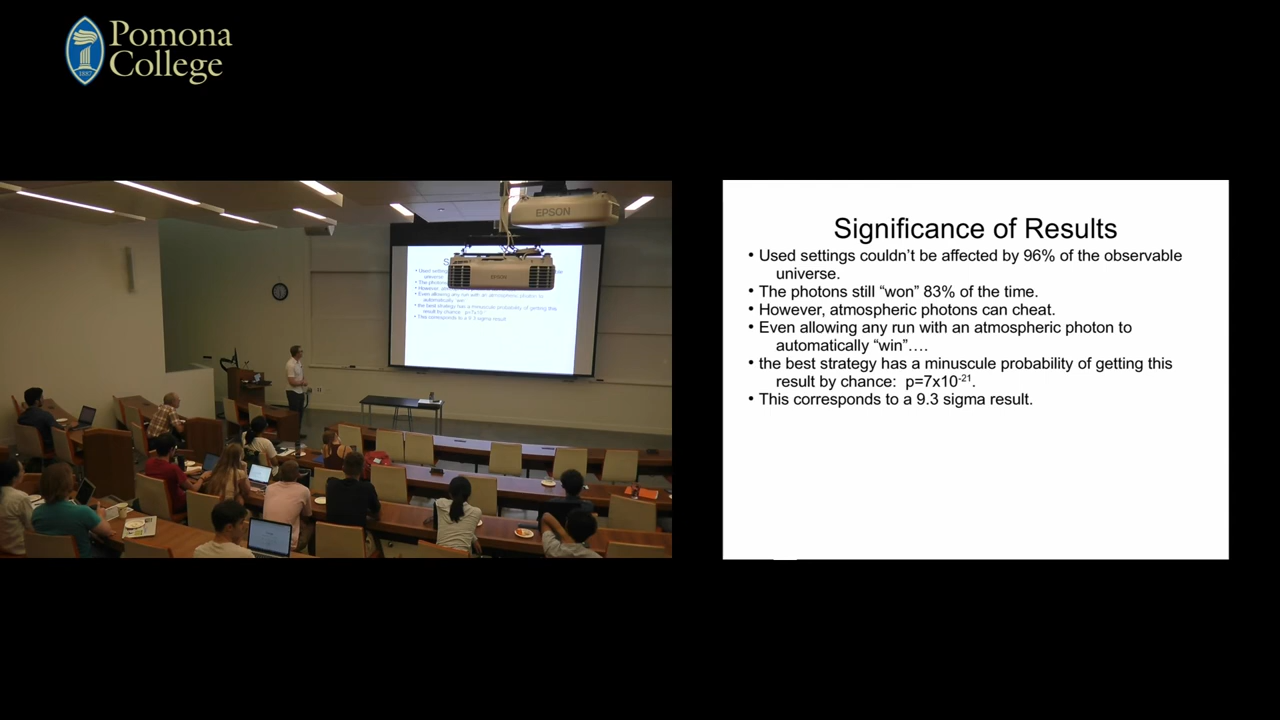 Pomona
College
1887
EPSON
EPSON
Significance of Results
• Used settings couldn’t be affected by 96% of the observable
universe.
• The photons still “won” 83% of the time.
• However, atmospheric photons can cheat.
• Even allowing any run with an atmospheric photon to
automatically “win”….
• the best strategy has a minuscule probability of getting this
result by chance: p=7x10⁻²¹.
• This corresponds to a 9.3 sigma result.